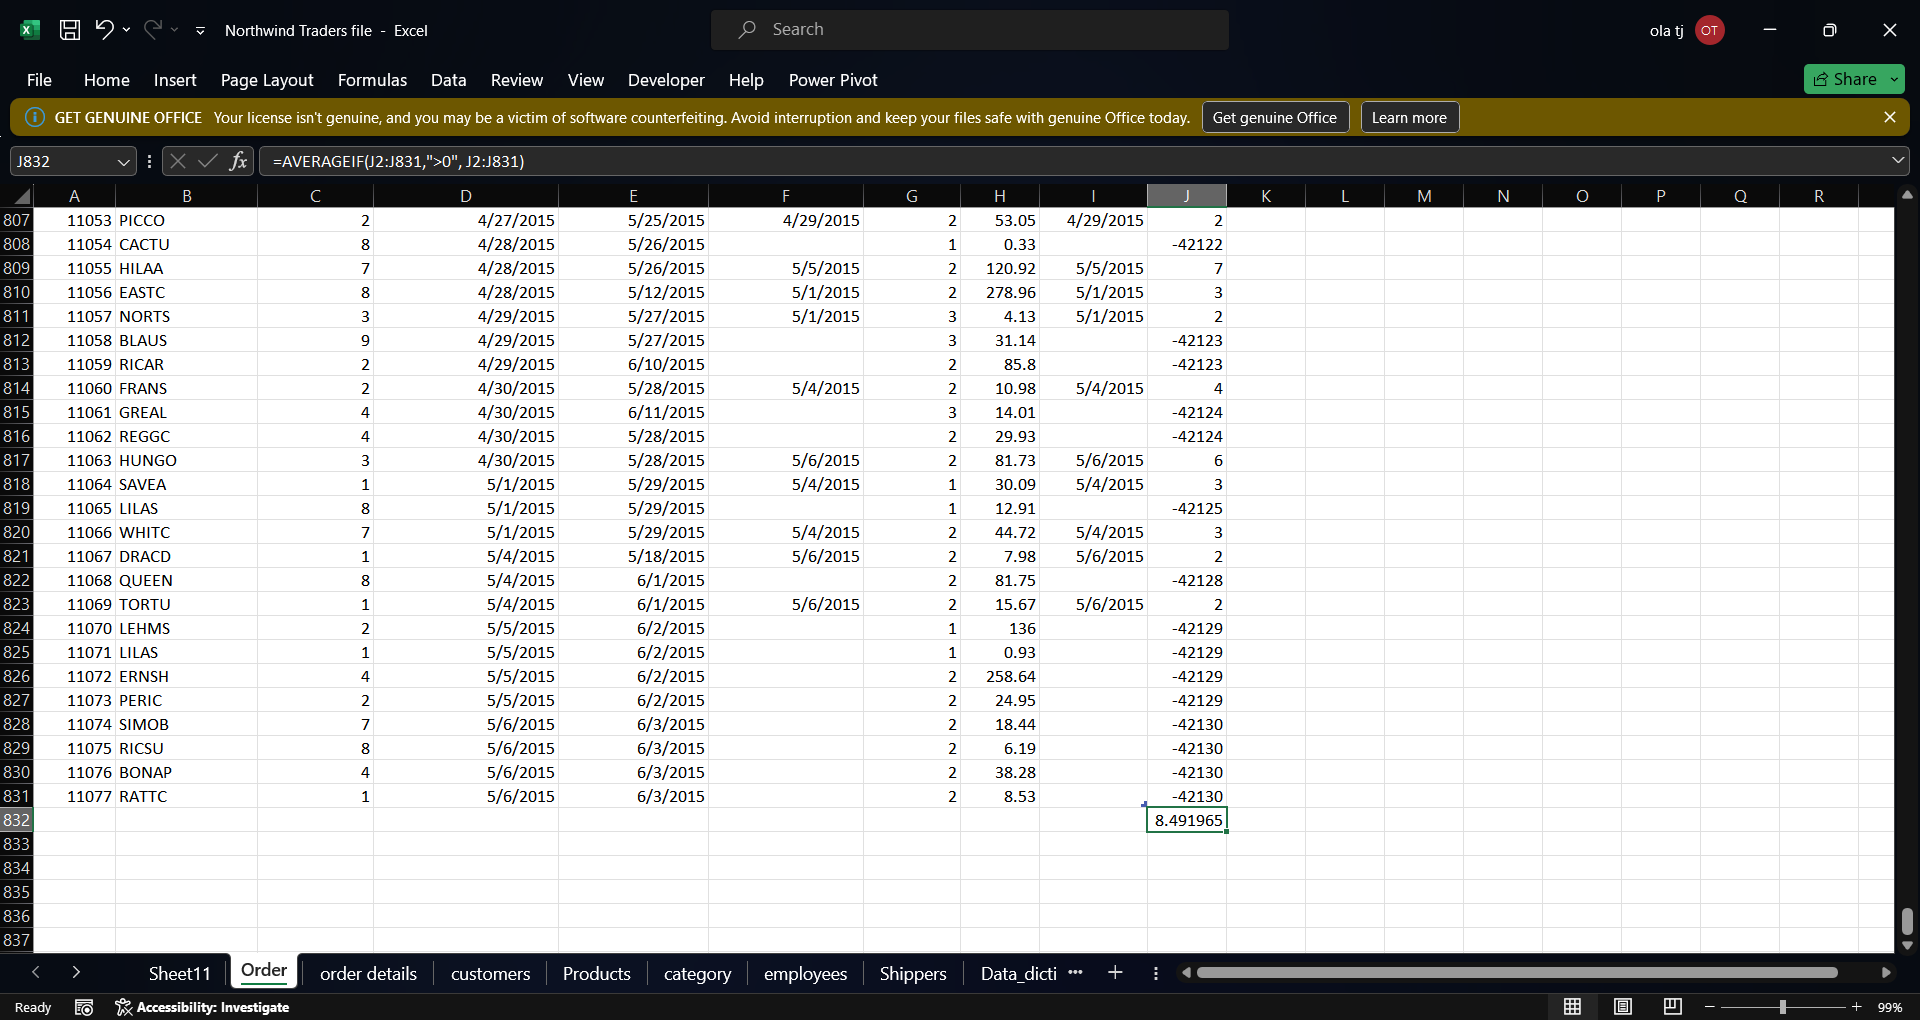 Northwind Traders file - Excel
Search
ola tj OT
File Home Insert Page Layout Formulas Data Review View Developer Help Power Pivot Share
GET GENUINE OFFICE Your license isn't genuine, and you may be a victim of software counterfeiting. Avoid interruption and keep your files safe with genuine Office today. Get genuine Office Learn more
J832 fx =AVERAGEIF(J2:J831,">0", J2:J831)
A B C D E F G H I J K L M N O P Q R
807 11053 PICCO 2 4/27/2015 5/25/2015 4/29/2015 2 53.05 4/29/2015 2
808 11054 CACTU 8 4/28/2015 5/26/2015 1 0.33 -42122
809 11055 HILAA 7 4/28/2015 5/26/2015 5/5/2015 2 120.92 5/5/2015 7
810 11056 EASTC 8 4/28/2015 5/12/2015 5/1/2015 2 278.96 5/1/2015 3
811 11057 NORTS 3 4/29/2015 5/27/2015 5/1/2015 3 4.13 5/1/2015 2
812 11058 BLAUS 9 4/29/2015 5/27/2015 3 31.14 -42123
813 11059 RICAR 2 4/29/2015 6/10/2015 2 85.8 -42123
814 11060 FRANS 2 4/30/2015 5/28/2015 5/4/2015 2 10.98 5/4/2015 4
815 11061 GREAL 4 4/30/2015 6/11/2015 3 14.01 -42124
816 11062 REGGC 4 4/30/2015 5/28/2015 2 29.93 -42124
817 11063 HUNGO 3 4/30/2015 5/28/2015 5/6/2015 2 81.73 5/6/2015 6
818 11064 SAVEA 1 5/1/2015 5/29/2015 5/4/2015 1 30.09 5/4/2015 3
819 11065 LILAS 8 5/1/2015 5/29/2015 1 12.91 -42125
820 11066 WHITC 7 5/1/2015 5/29/2015 5/4/2015 2 44.72 5/4/2015 3
821 11067 DRACD 1 5/4/2015 5/18/2015 5/6/2015 2 7.98 5/6/2015 2
822 11068 QUEEN 8 5/4/2015 6/1/2015 2 81.75 -42128
823 11069 TORTU 1 5/4/2015 6/1/2015 5/6/2015 2 15.67 5/6/2015 2
824 11070 LEHMS 2 5/5/2015 6/2/2015 1 136 -42129
825 11071 LILAS 1 5/5/2015 6/2/2015 1 0.93 -42129
826 11072 ERNSH 4 5/5/2015 6/2/2015 2 258.64 -42129
827 11073 PERIC 2 5/5/2015 6/2/2015 2 24.95 -42129
828 11074 SIMOB 7 5/6/2015 6/3/2015 2 18.44 -42130
829 11075 RICSU 8 5/6/2015 6/3/2015 2 6.19 -42130
830 11076 BONAP 4 5/6/2015 6/3/2015 2 38.28 -42130
831 11077 RATTC 1 5/6/2015 6/3/2015 2 8.53 -42130
832 8.491965
833
834
835
836
837
Sheet11 Order order details customers Products category employees Shippers Data_dicti ...
Ready Accessibility: Investigate 99%